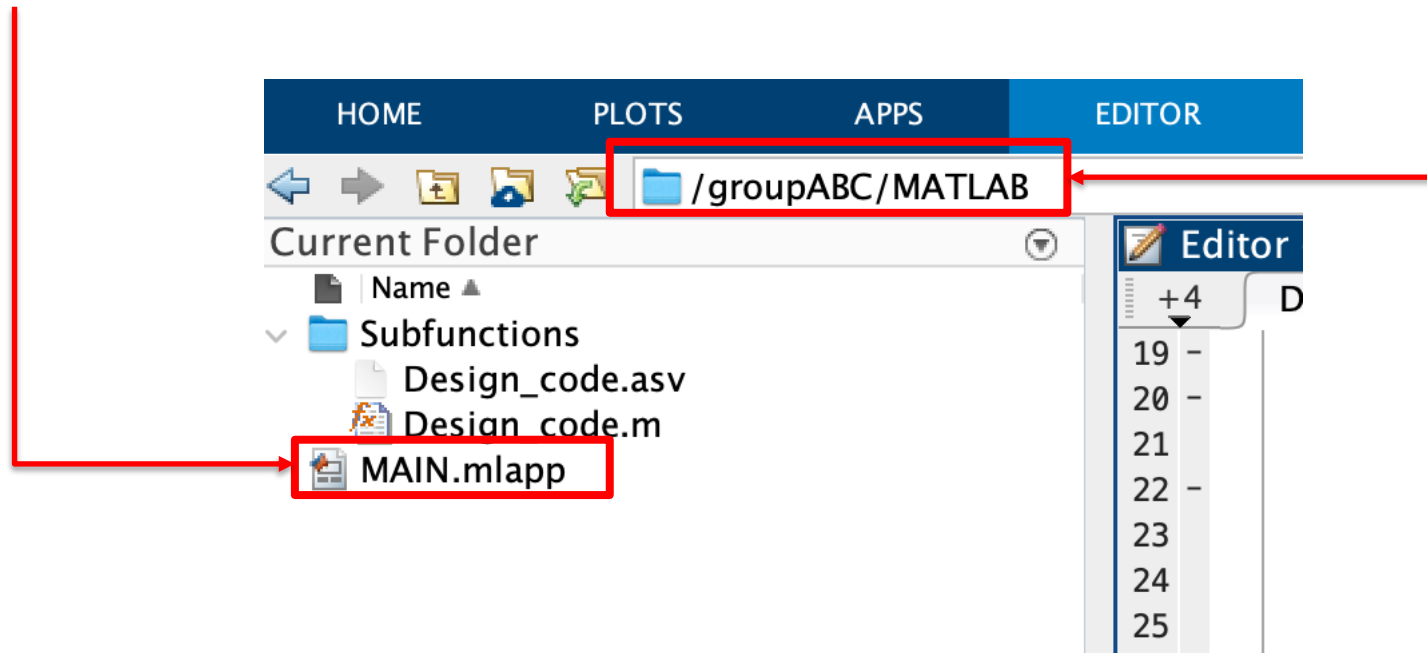 HOME PLOTS APPS EDITOR
/groupABC/MATLAB
Current Folder
Editor
Name
+4 D
Subfunctions
Design_code.asv
Design_code.m
MAIN.mlapp
19 -
20 -
21
22 -
23
24
25